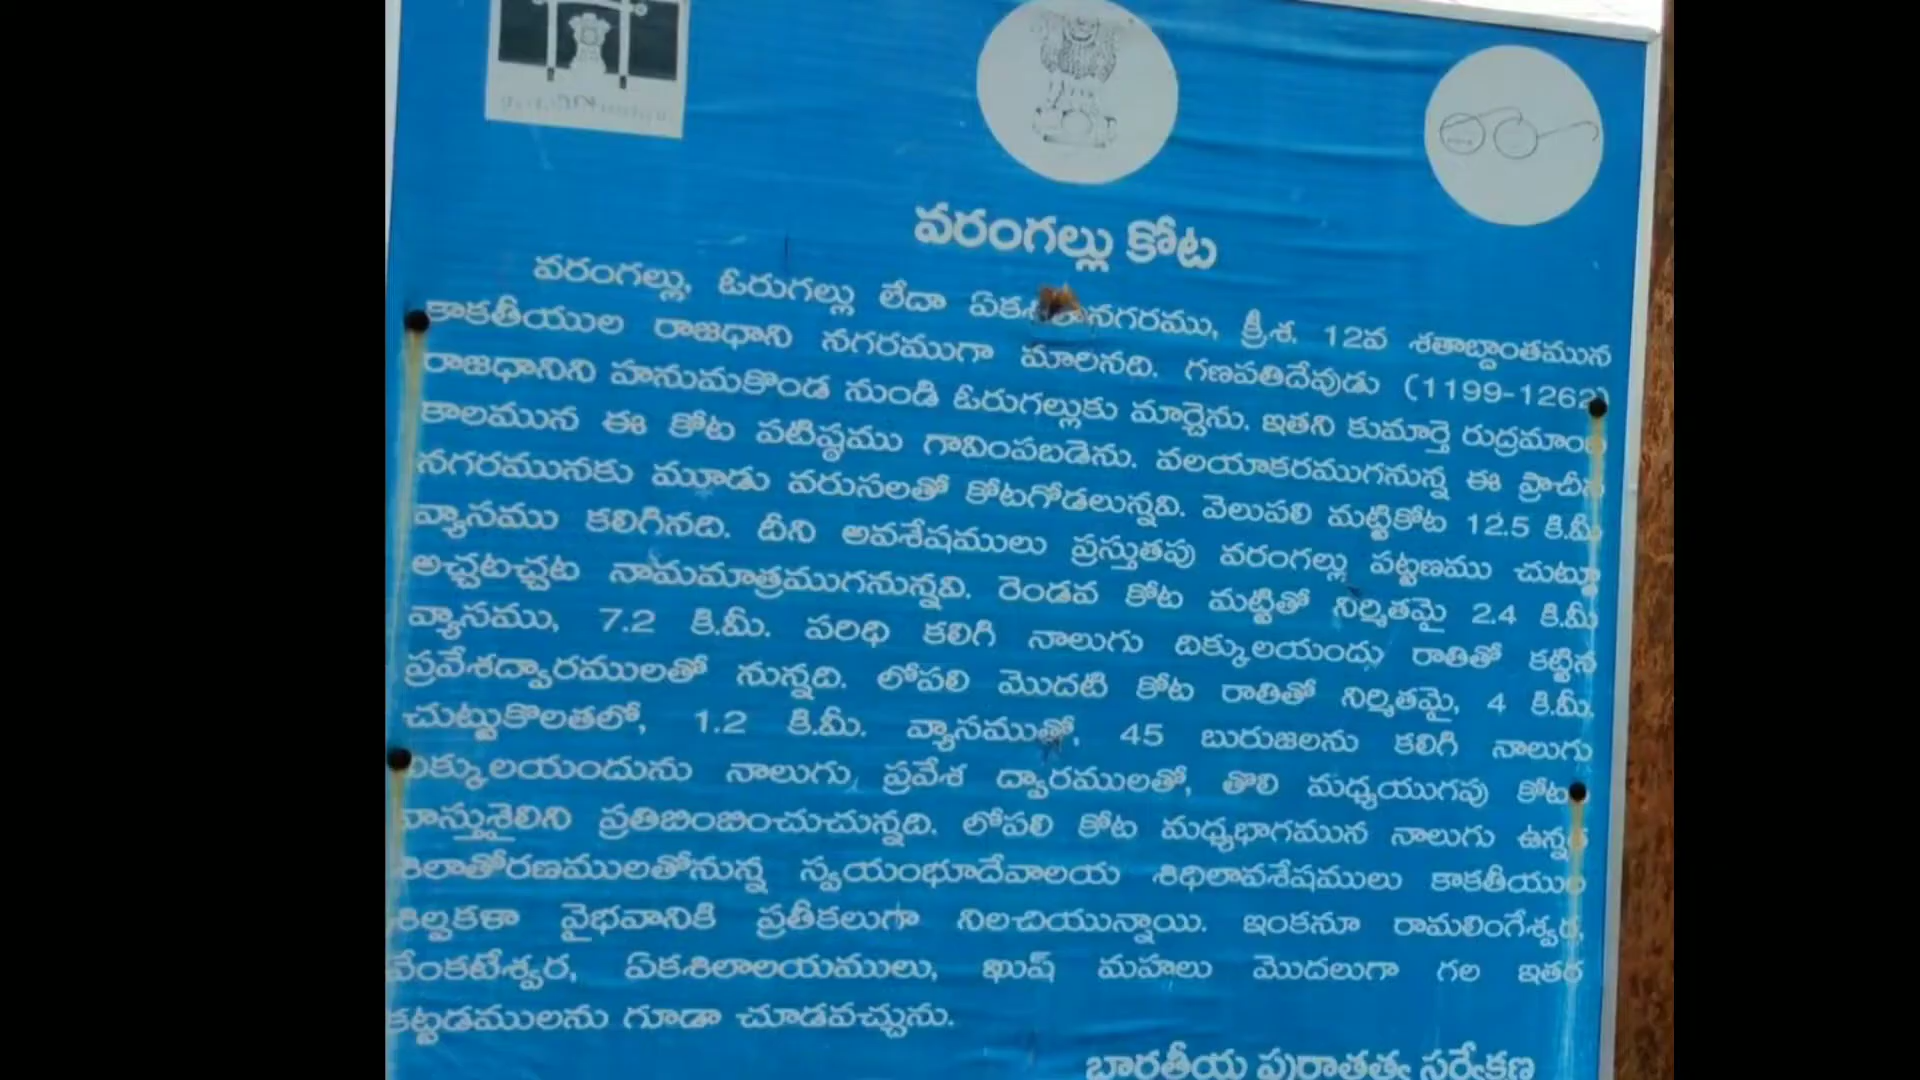 వరంగల్లు కోట
వరంగల్లు, ఓరుగల్లు లేదా ఏకశిలానగరము, క్రీ.శ. 12వ శతాబ్దాంతమున
కాకతీయుల రాజధాని నగరముగా మారినది. గణపతిదేవుడు (1199-1262)
రాజధానిని హనుమకొండ నుండి ఓరుగల్లుకు మార్చెను. ఇతని కుమార్తె
కాలమున ఈ కోట పటిష్ఠము గావింపబడెను. వలయాకరముగనున్న ఈ ప్రాచీన
నగరమునకు మూడు వరుసలతో కోటగోడలున్నవి. వెలుపలి మట్టికోట 12.5 కి.మీ
వ్యాసము కలిగినది. దీని అవశేషములు ప్రస్తుతపు వరంగల్లు పట్టణము చుట్టూ
అచ్చటచ్చట నామమాత్రముగనున్నవి. రెండవ కోట మట్టితో నిర్మితమై 2.4 కి.మీ
వ్యాసము, 7.2 కి.మీ. పరిధి కలిగి నాలుగు దిక్కులయందు రాతితో కట్టిన
ప్రవేశద్వారములతో నున్నది. లోపలి మొదటి కోట రాతితో నిర్మితమై, 4 కి.మీ.
చుట్టుకొలతలో, 1.2 కి.మీ. వ్యాసముతో, 45 బురుజులను కలిగి నాలుగు
దిక్కులయందును నాలుగు ప్రవేశ ద్వారములతో, తొలి మధ్యయుగపు కోట
వాస్తుశైలిని ప్రతిబింబించుచున్నది. లోపలి కోట మధ్యభాగమున నాలుగు ఉన్నత
శిలాతోరణములతోనున్న స్వయంభూదేవాలయ శిధిలావశేషములు కాకతీయుల
శిల్పకళా వైభవానికి ప్రతీకలుగా నిలచియున్నాయి. ఇంకనూ రామలింగేశ్వర,
వేంకటేశ్వర, ఏకశిలాలయములు, ఖుష్ మహలు మొదలుగా గల ఇతర
కట్టడములను గూడా చూడవచ్చును.
భారతీయ పురాతత్వ సర్వేక్షణ